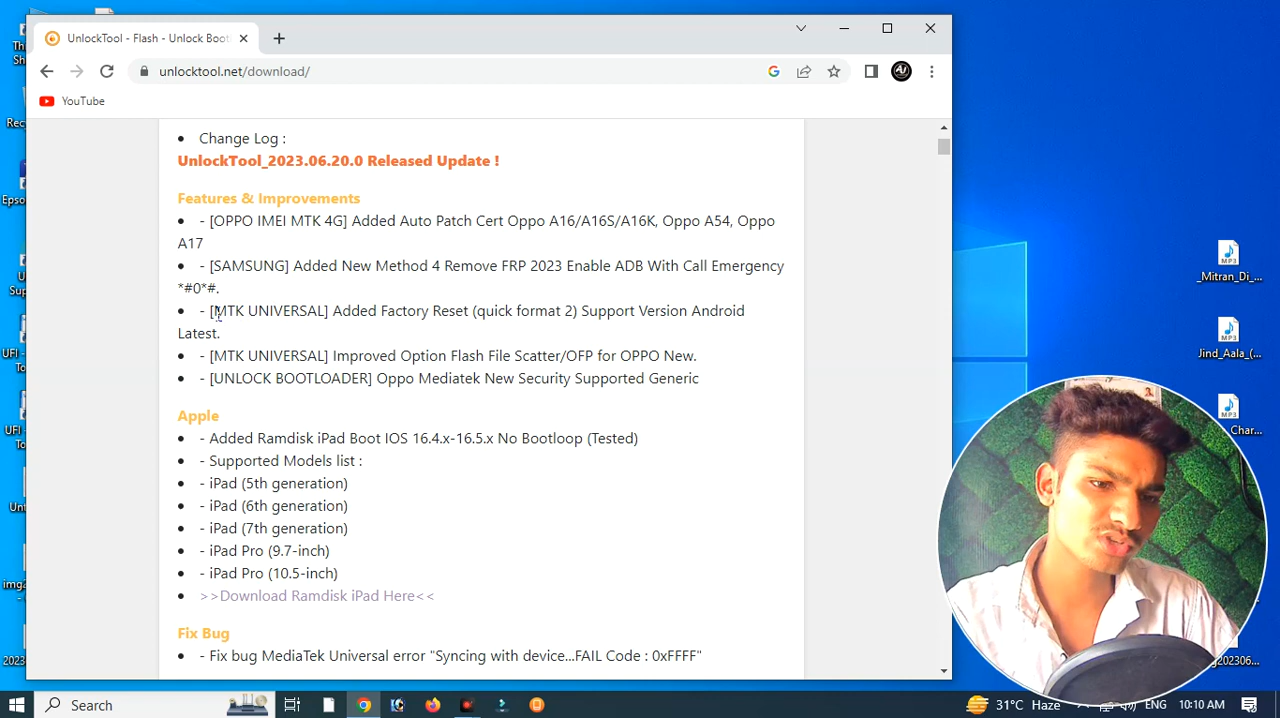 UnlockTool - Flash - Unlock Boot
unlocktool.net/download/
YouTube
• Change Log :
UnlockTool_2023.06.20.0 Released Update !
Features & Improvements
• - [OPPO IMEI MTK 4G] Added Auto Patch Cert Oppo A16/A16S/A16K, Oppo A54, Oppo
A17
• - [SAMSUNG] Added New Method 4 Remove FRP 2023 Enable ADB With Call Emergency
*#0*#.
• - [MTK UNIVERSAL] Added Factory Reset (quick format 2) Support Version Android
Latest.
• - [MTK UNIVERSAL] Improved Option Flash File Scatter/OFP for OPPO New.
• - [UNLOCK BOOTLOADER] Oppo Mediatek New Security Supported Generic
Apple
• - Added Ramdisk iPad Boot IOS 16.4.x-16.5.x No Bootloop (Tested)
• - Supported Models list :
• - iPad (5th generation)
• - iPad (6th generation)
• - iPad (7th generation)
• - iPad Pro (9.7-inch)
• - iPad Pro (10.5-inch)
• >>Download Ramdisk iPad Here<<
Fix Bug
• - Fix bug MediaTek Universal error "Syncing with device...FAIL Code : 0xFFFF"
_Mitran_Di_...
Jind_Aala_(...
Search
31°C Haze
ENG
10:10 AM